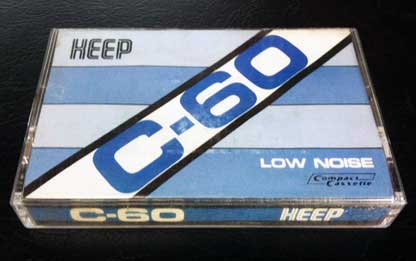 HEEP
C-60
LOW NOISE
Compact
Cassette
C-60 HEEP